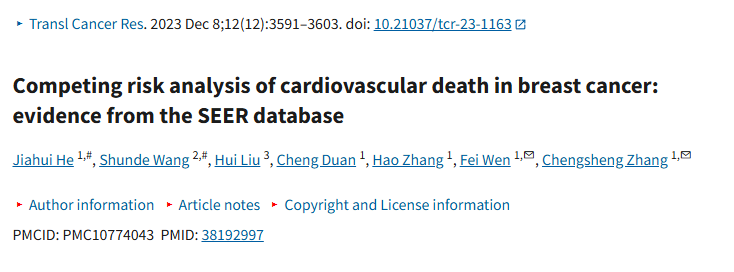 ▸ Transl Cancer Res. 2023 Dec 8;12(12):3591–3603. doi: 10.21037/tcr-23-1163
Competing risk analysis of cardiovascular death in breast cancer:
evidence from the SEER database
Jiahui He 1,#, Shunde Wang 2,#, Hui Liu 3, Cheng Duan 1, Hao Zhang 1, Fei Wen 1,✉, Chengsheng Zhang 1,✉
▸ Author information ▸ Article notes ▸ Copyright and License information
PMCID: PMC10774043 PMID: 38192997